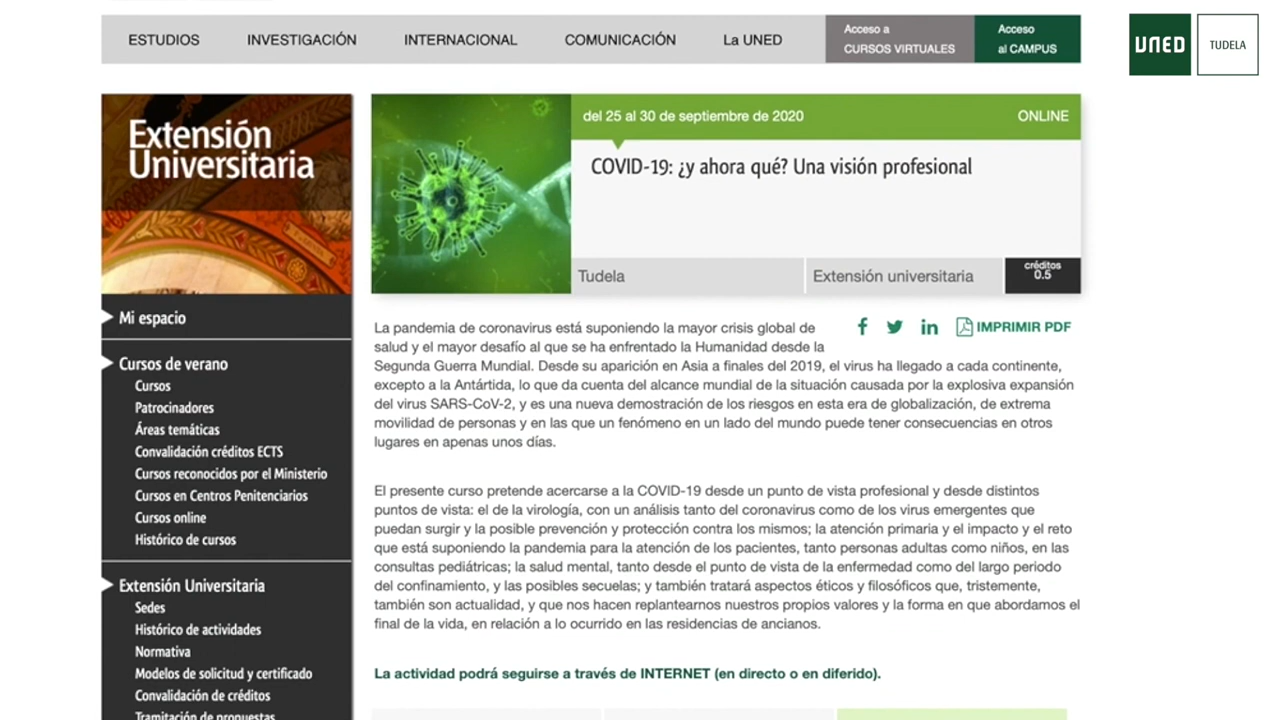 ESTUDIOS
INVESTIGACIÓN
INTERNACIONAL
COMUNICACIÓN
La UNED
Acceso a
CURSOS VIRTUALES
Acceso
al CAMPUS
UNED
TUDELA
Extensión
Universitaria
Mi espacio
Cursos de verano
Cursos
Patrocinadores
Áreas temáticas
Convalidación créditos ECTS
Cursos reconocidos por el Ministerio
Cursos en Centros Penitenciarios
Cursos online
Histórico de cursos
Extensión Universitaria
Sedes
Histórico de actividades
Normativa
Modelos de solicitud y certificado
Convalidación de créditos
Tramitación de propuestas
del 25 al 30 de septiembre de 2020
ONLINE
COVID-19: ¿y ahora qué? Una visión profesional
Tudela
Extensión universitaria
créditos
0.5
IMPRIMIR PDF
La pandemia de coronavirus está suponiendo la mayor crisis global de
salud y el mayor desafío al que se ha enfrentado la Humanidad desde la
Segunda Guerra Mundial. Desde su aparición en Asia a finales del 2019, el virus ha llegado a cada continente,
excepto a la Antártida, lo que da cuenta del alcance mundial de la situación causada por la explosiva expansión
del virus SARS-CoV-2, y es una nueva demostración de los riesgos en esta era de globalización, de extrema
movilidad de personas y en las que un fenómeno en un lado del mundo puede tener consecuencias en otros
lugares en apenas unos días.
El presente curso pretende acercarse a la COVID-19 desde un punto de vista profesional y desde distintos
puntos de vista: el de la virología, con un análisis tanto del coronavirus como de los virus emergentes que
puedan surgir y la posible prevención y protección contra los mismos; la atención primaria y el impacto y el reto
que está suponiendo la pandemia para la atención de los pacientes, tanto personas adultas como niños, en las
consultas pediátricas; la salud mental, tanto desde el punto de vista de la enfermedad como del largo periodo
del confinamiento, y las posibles secuelas; y también tratará aspectos éticos y filosóficos que, tristemente,
también son actualidad, y que nos hacen replantearnos nuestros propios valores y la forma en que abordamos el
final de la vida, en relación a lo ocurrido en las residencias de ancianos.
La actividad podrá seguirse a través de INTERNET (en directo o en diferido).